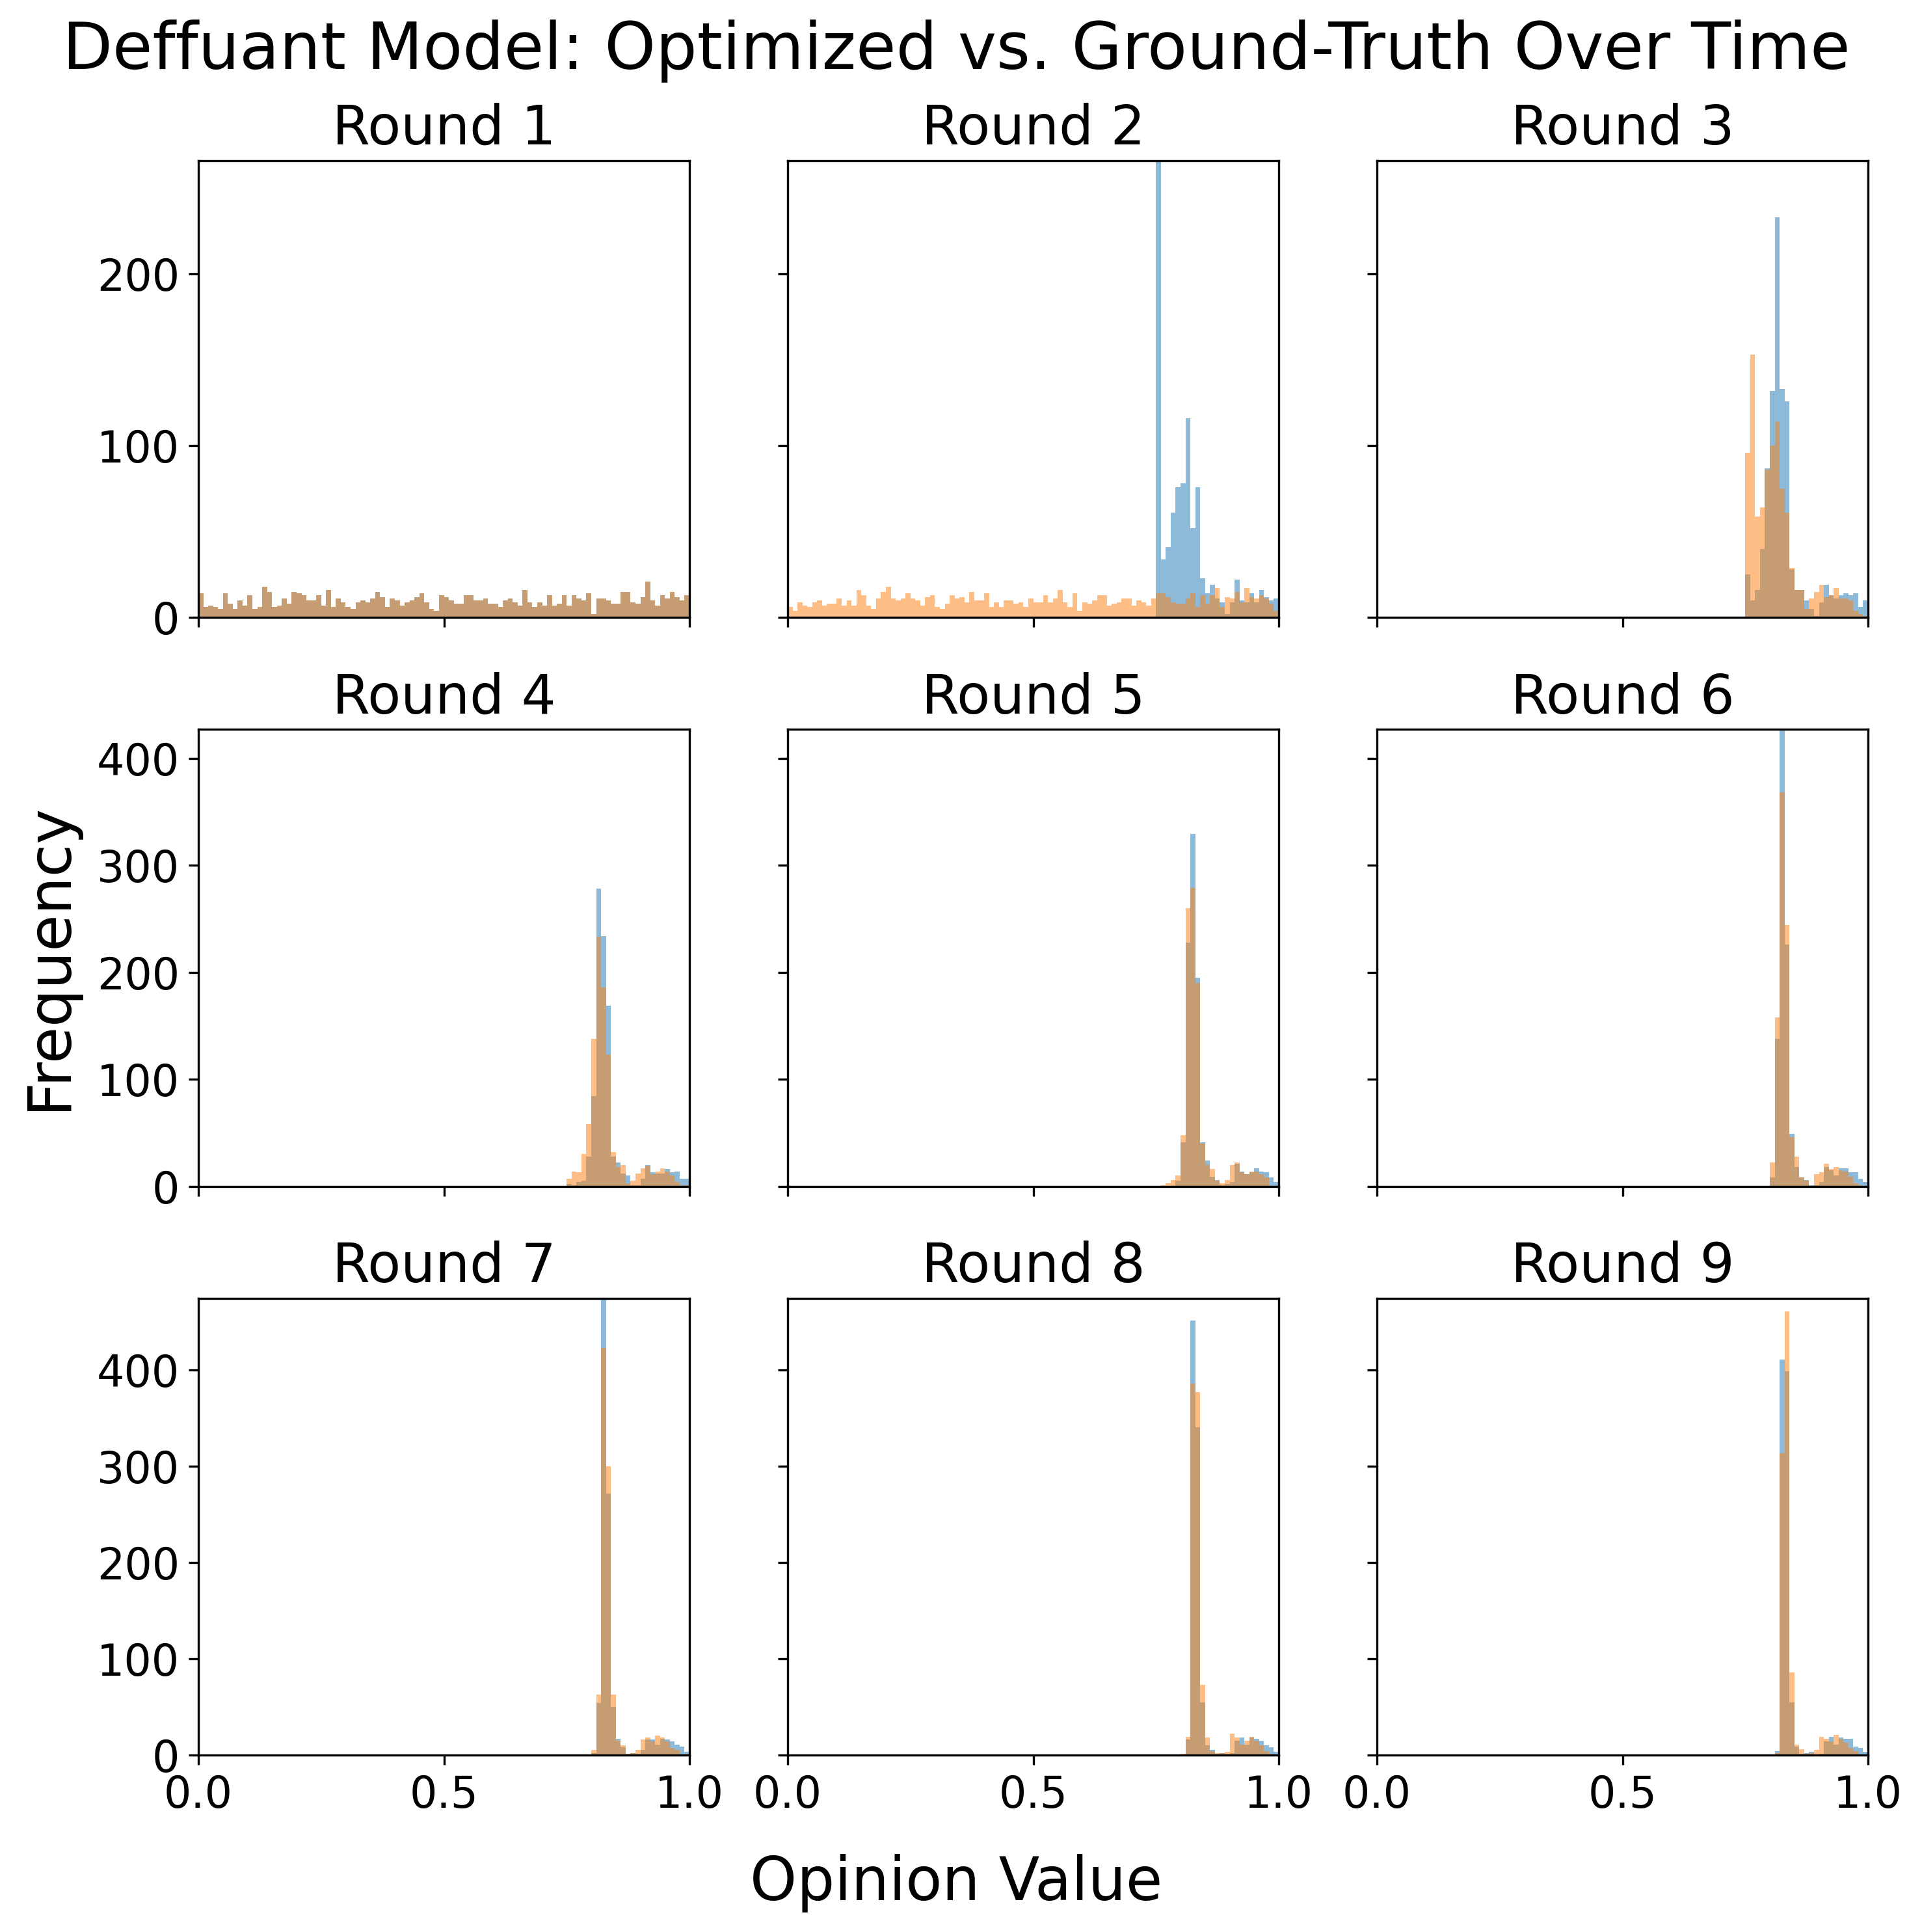 Deffuant Model: Optimized vs. Ground-Truth Over Time
Round 1
Round 2
Round 3
200
100
0
Round 4
Round 5
Round 6
400
300
200
100
0
Frequency
Round 7
Round 8
Round 9
400
300
200
100
0
0.0 0.5 1.0
0.0 0.5 1.0
0.0 0.5 1.0
Opinion Value